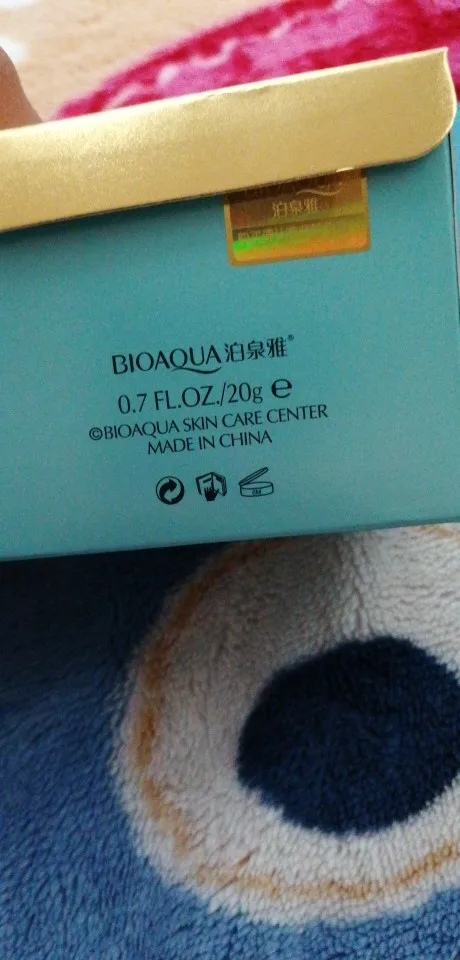 泊泉雅
BIOAQUA泊泉雅®
0.7 FL.OZ./20g ℮
©BIOAQUA SKIN CARE CENTER
MADE IN CHINA